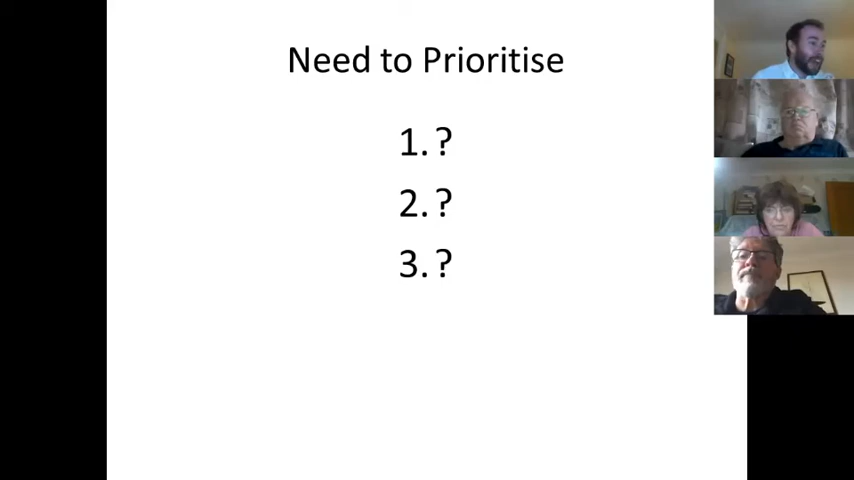 Need to Prioritise
1. ?
2. ?
3. ?